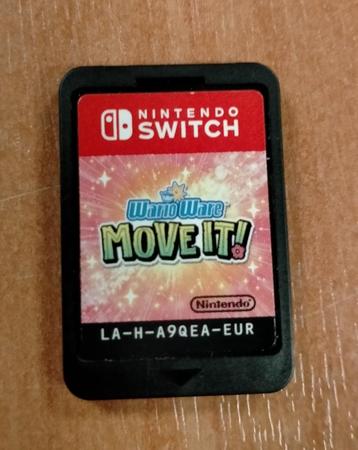 NINTENDO
SWITCH
WarioWare
MOVE IT!
Nintendo
LA-H-A9QEA-EUR